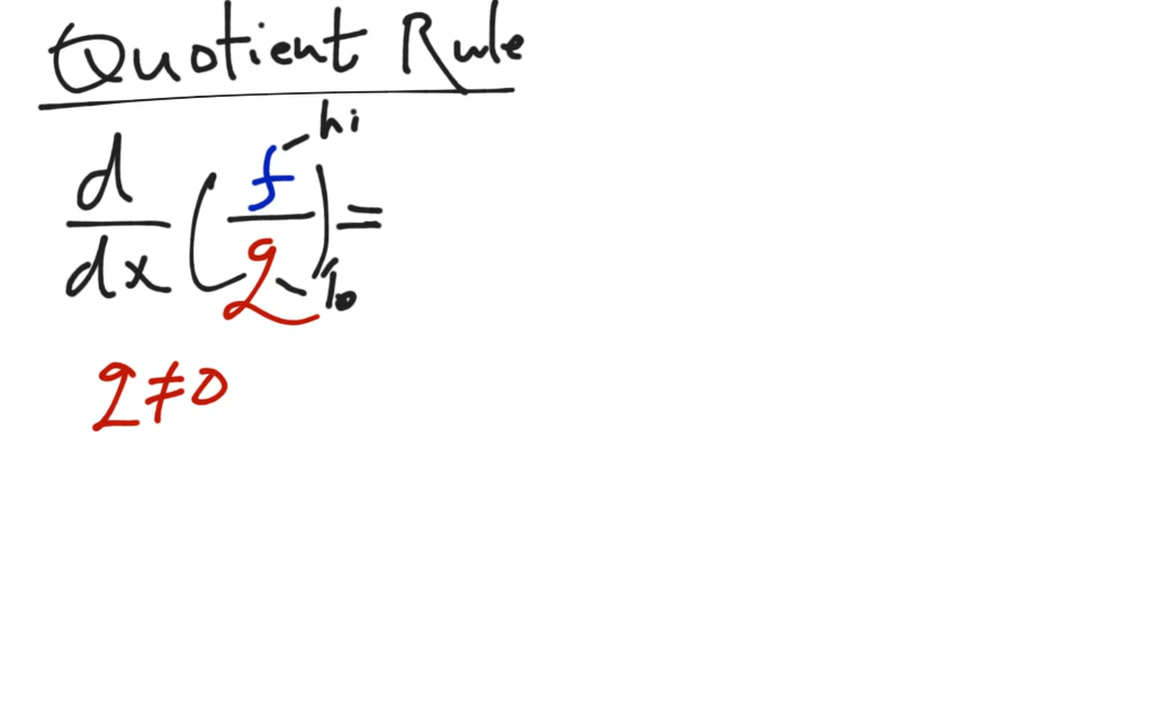 Quotient Rule
hi
d/dx (f/g) =
lo
g ≠ 0